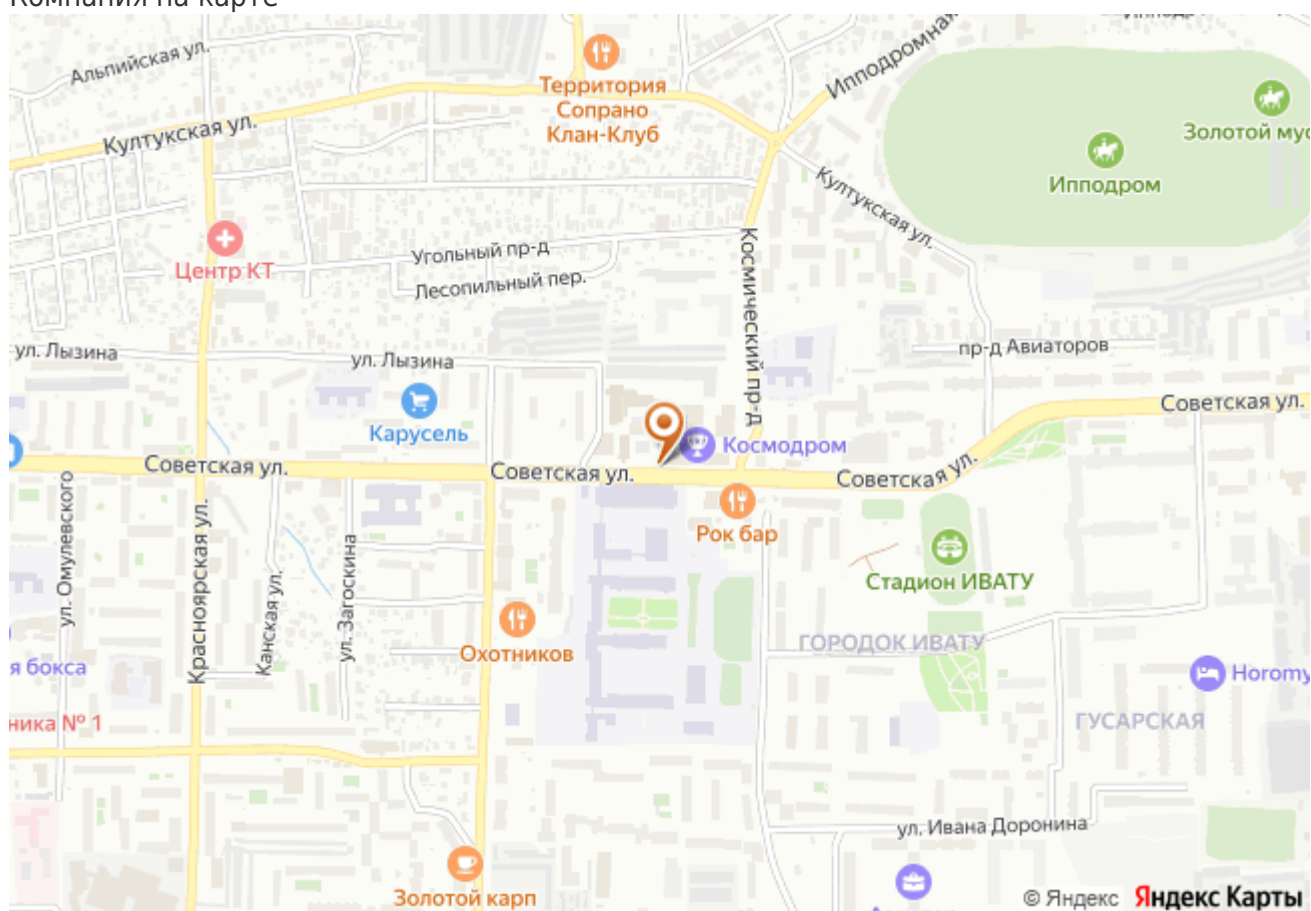 Компания на карте
Альпийская ул.
Култукская ул.
Территория
Сопрано
Клан-Клуб
Ипподромная
Золотой мус
Ипподром
Култукская ул.
Центр КТ
Угольный пр-д
Лесопильный пер.
Космический пр-д
ул. Лызина
ул. Лызина
пр-д Авиаторов
Карусель
Космодром
Советская ул.
Советская ул.
Советская ул.
Советская ул.
Рок бар
ул. Омулевского
Красноярская ул.
Канская ул.
ул. Загоскина
Стадион ИВАТУ
ГОРОДОК ИВАТУ
Охотников
я бокса
Horomy
ника № 1
ГУСАРСКАЯ
ул. Ивана Доронина
Золотой карп
© Яндекс Яндекс Карты